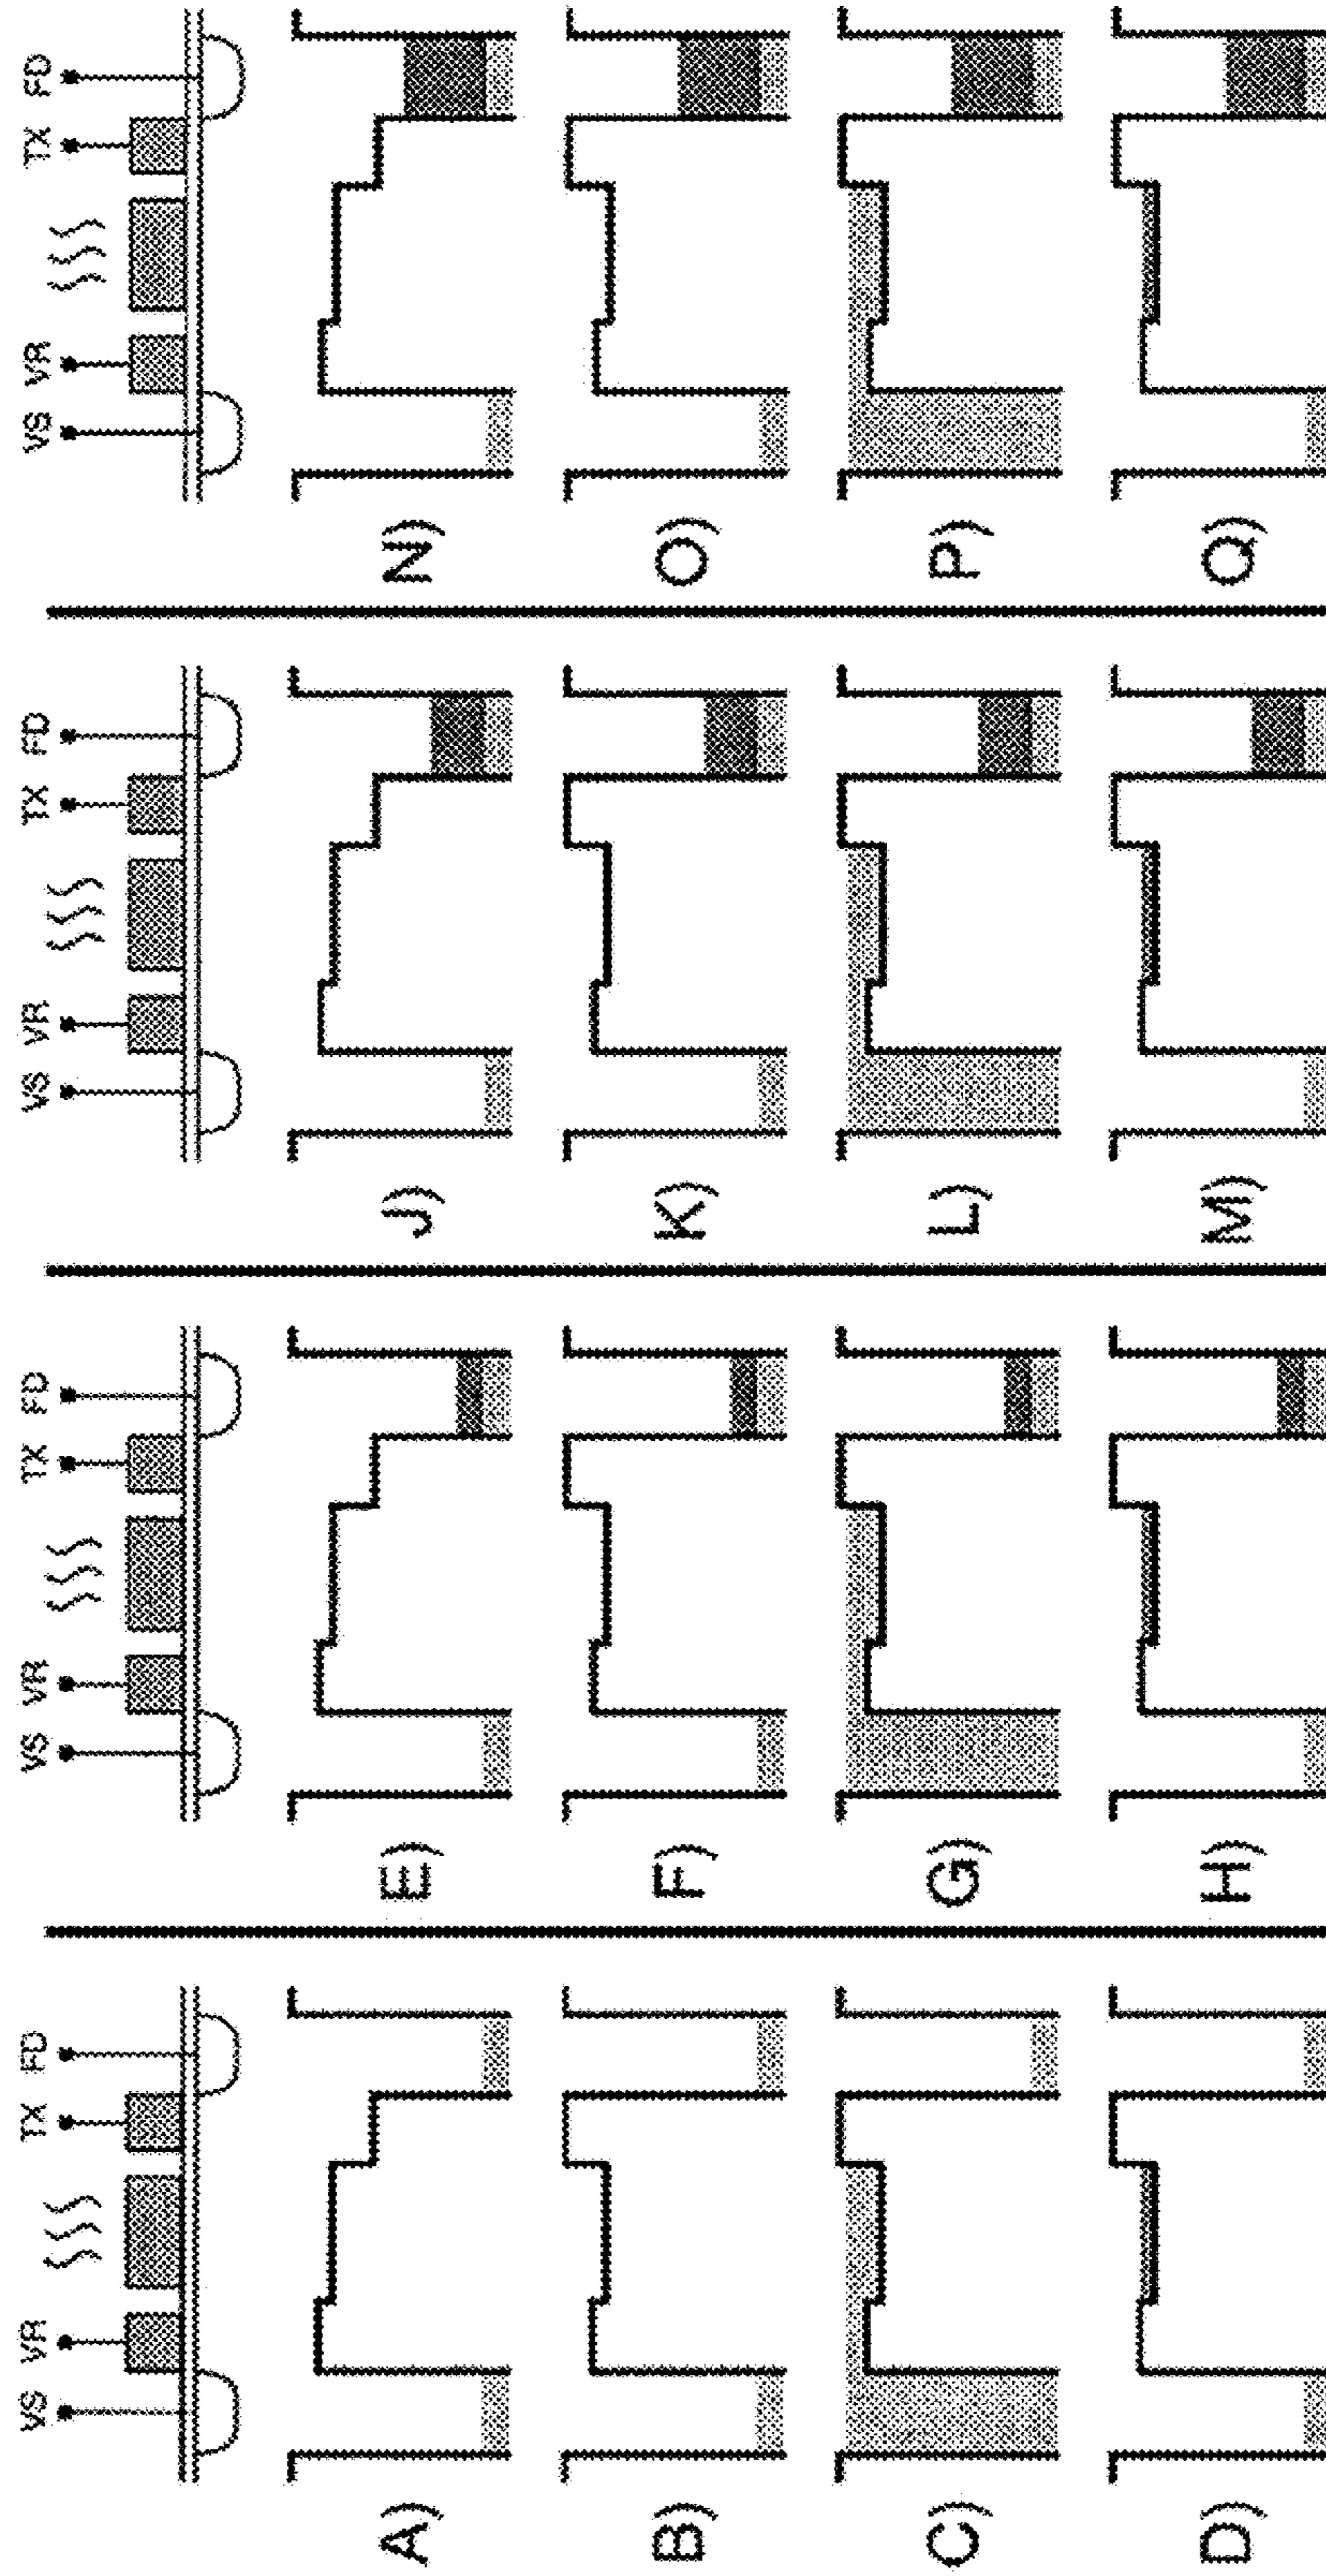 VS VR TX FD
A)
B)
C)
D)
VS VR TX FD
E)
F)
G)
H)
VS VR TX FD
J)
K)
L)
M)
VS VR TX FD
N)
O)
P)
Q)